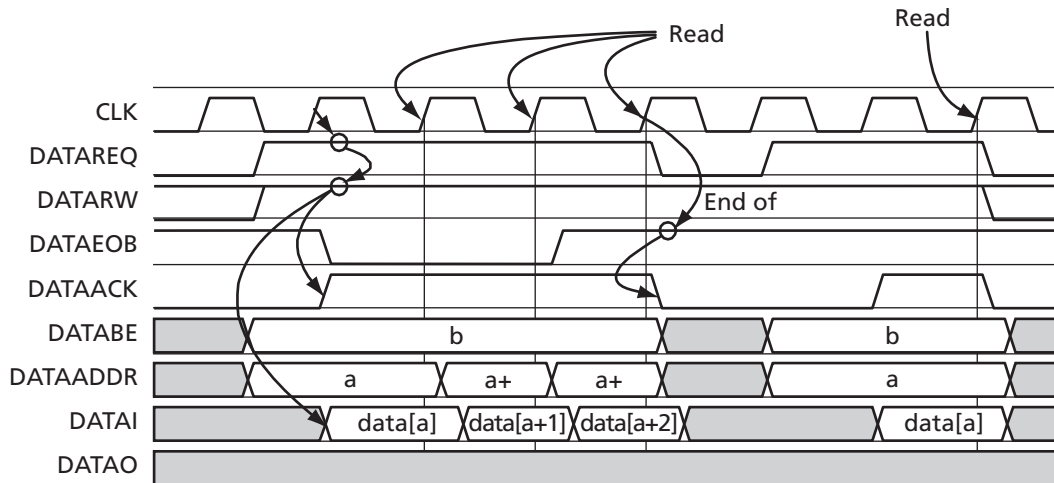 Read
Read
CLK
DATAREQ
DATARW
End of
DATAEOB
DATAACK
DATABE
b
b
DATAADDR
a
a+
a+
a
DATAI
data[a]
data[a+1]
data[a+2]
data[a]
DATAO